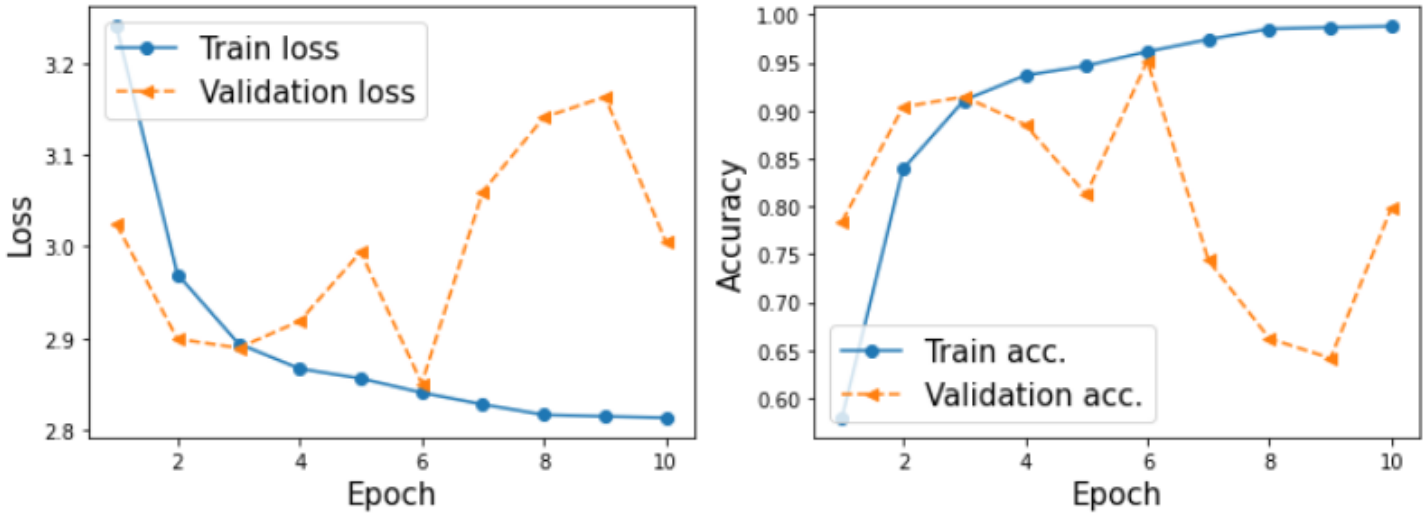 Train loss
Validation loss
3.2
3.1
3.0
2.9
2.8
Loss
2 4 6 8 10
Epoch
1.00
0.95
0.90
0.85
0.80
0.75
0.70
0.65
0.60
Accuracy
Train acc.
Validation acc.
2 4 6 8 10
Epoch